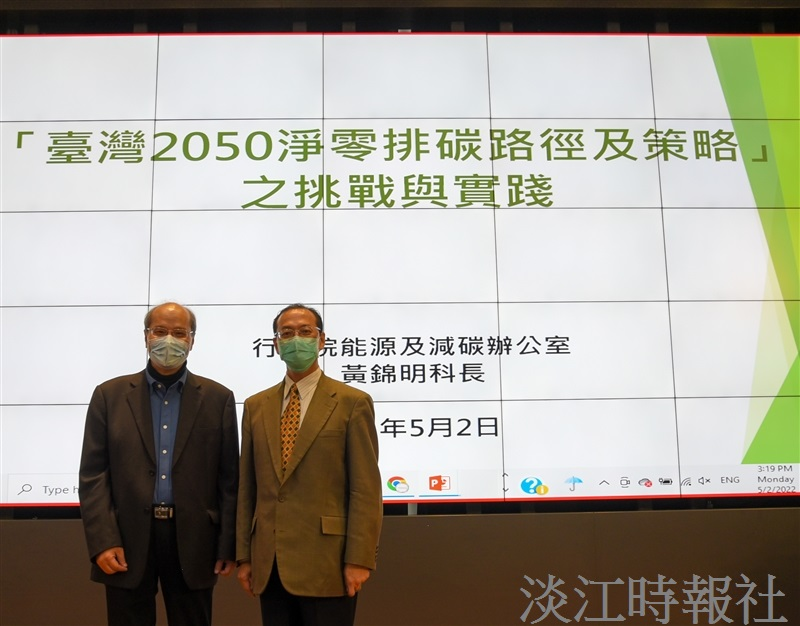 「臺灣2050淨零排碳路徑及策略」
之挑戰與實踐
行 院能源及減碳辦公室
黃錦明科長
年5月2日
Type h
ENG
3:19 PM
Monday
5/2/2022
淡江時報社